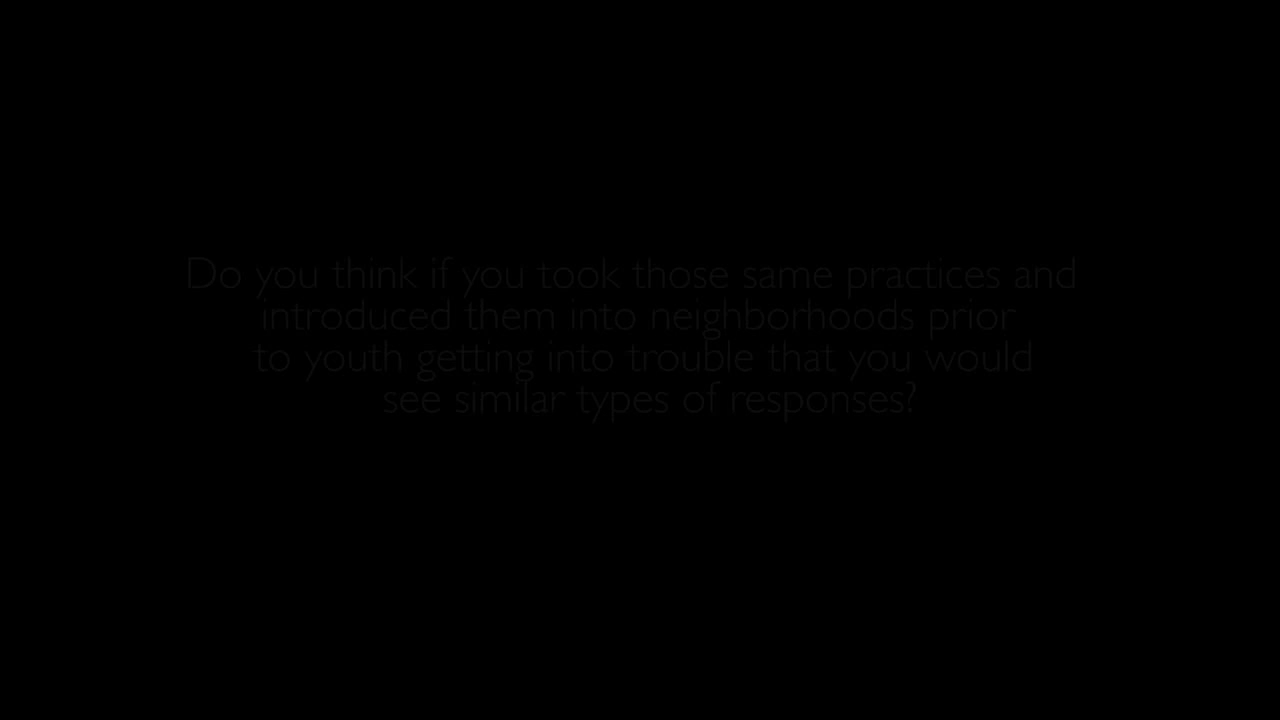 Do you think if you took those same practices and
introduced them into neighborhoods prior
to youth getting into trouble that you would
see similar types of responses?